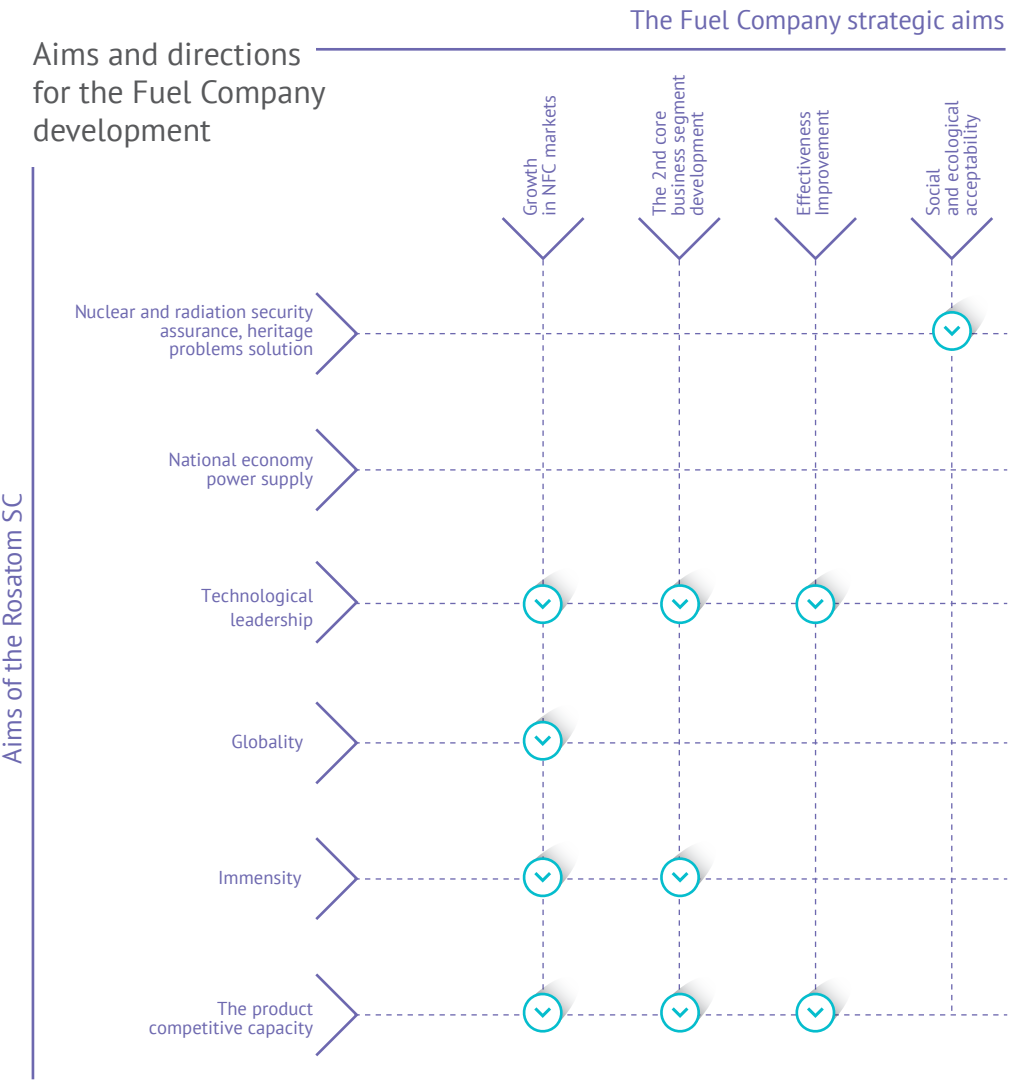 The Fuel Company strategic aims
Aims and directions
for the Fuel Company
development
Growth
in NFC markets
The 2nd core
business segment
development
Effectiveness
Improvement
Social
and ecological
acceptability
Aims of the Rosatom SC
Nuclear and radiation security
assurance, heritage
problems solution
National economy
power supply
Technological
leadership
Globality
Immensity
The product
competitive capacity